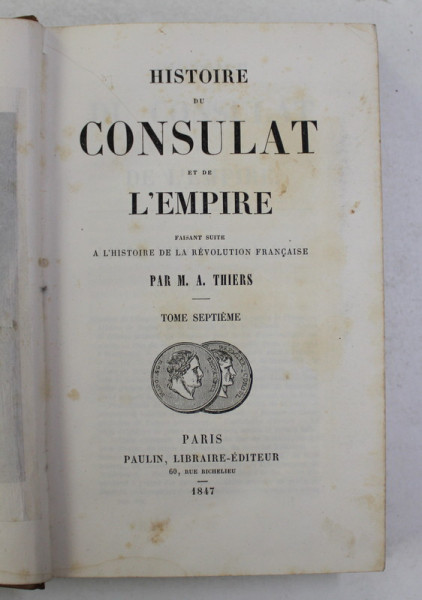 HISTOIRE
DU
CONSULAT
ET DE
L'EMPIRE
FAISANT SUITE
A L'HISTOIRE DE LA RÉVOLUTION FRANÇAISE
PAR M. A. THIERS
TOME SEPTIÈME
PARIS
PAULIN, LIBRAIRE-ÉDITEUR
60, RUE RICHELIEU
1847